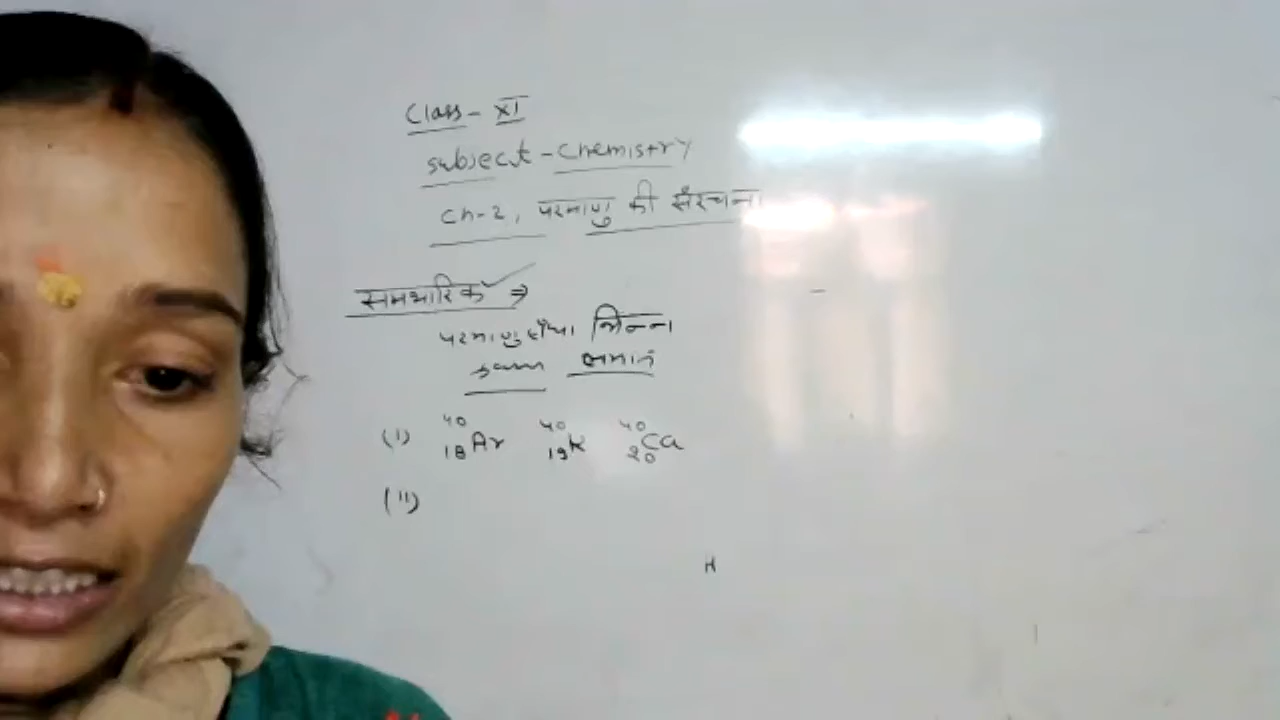 Class - XI
subject - Chemistry
Ch-2, परमाणु की संरचना
समभारिक ⇒
परमाणु भिन्न
समान
(I) ⁴⁰₁₈Ar ⁴⁰₁₉K ⁴⁰₂₀Ca
(II)
H